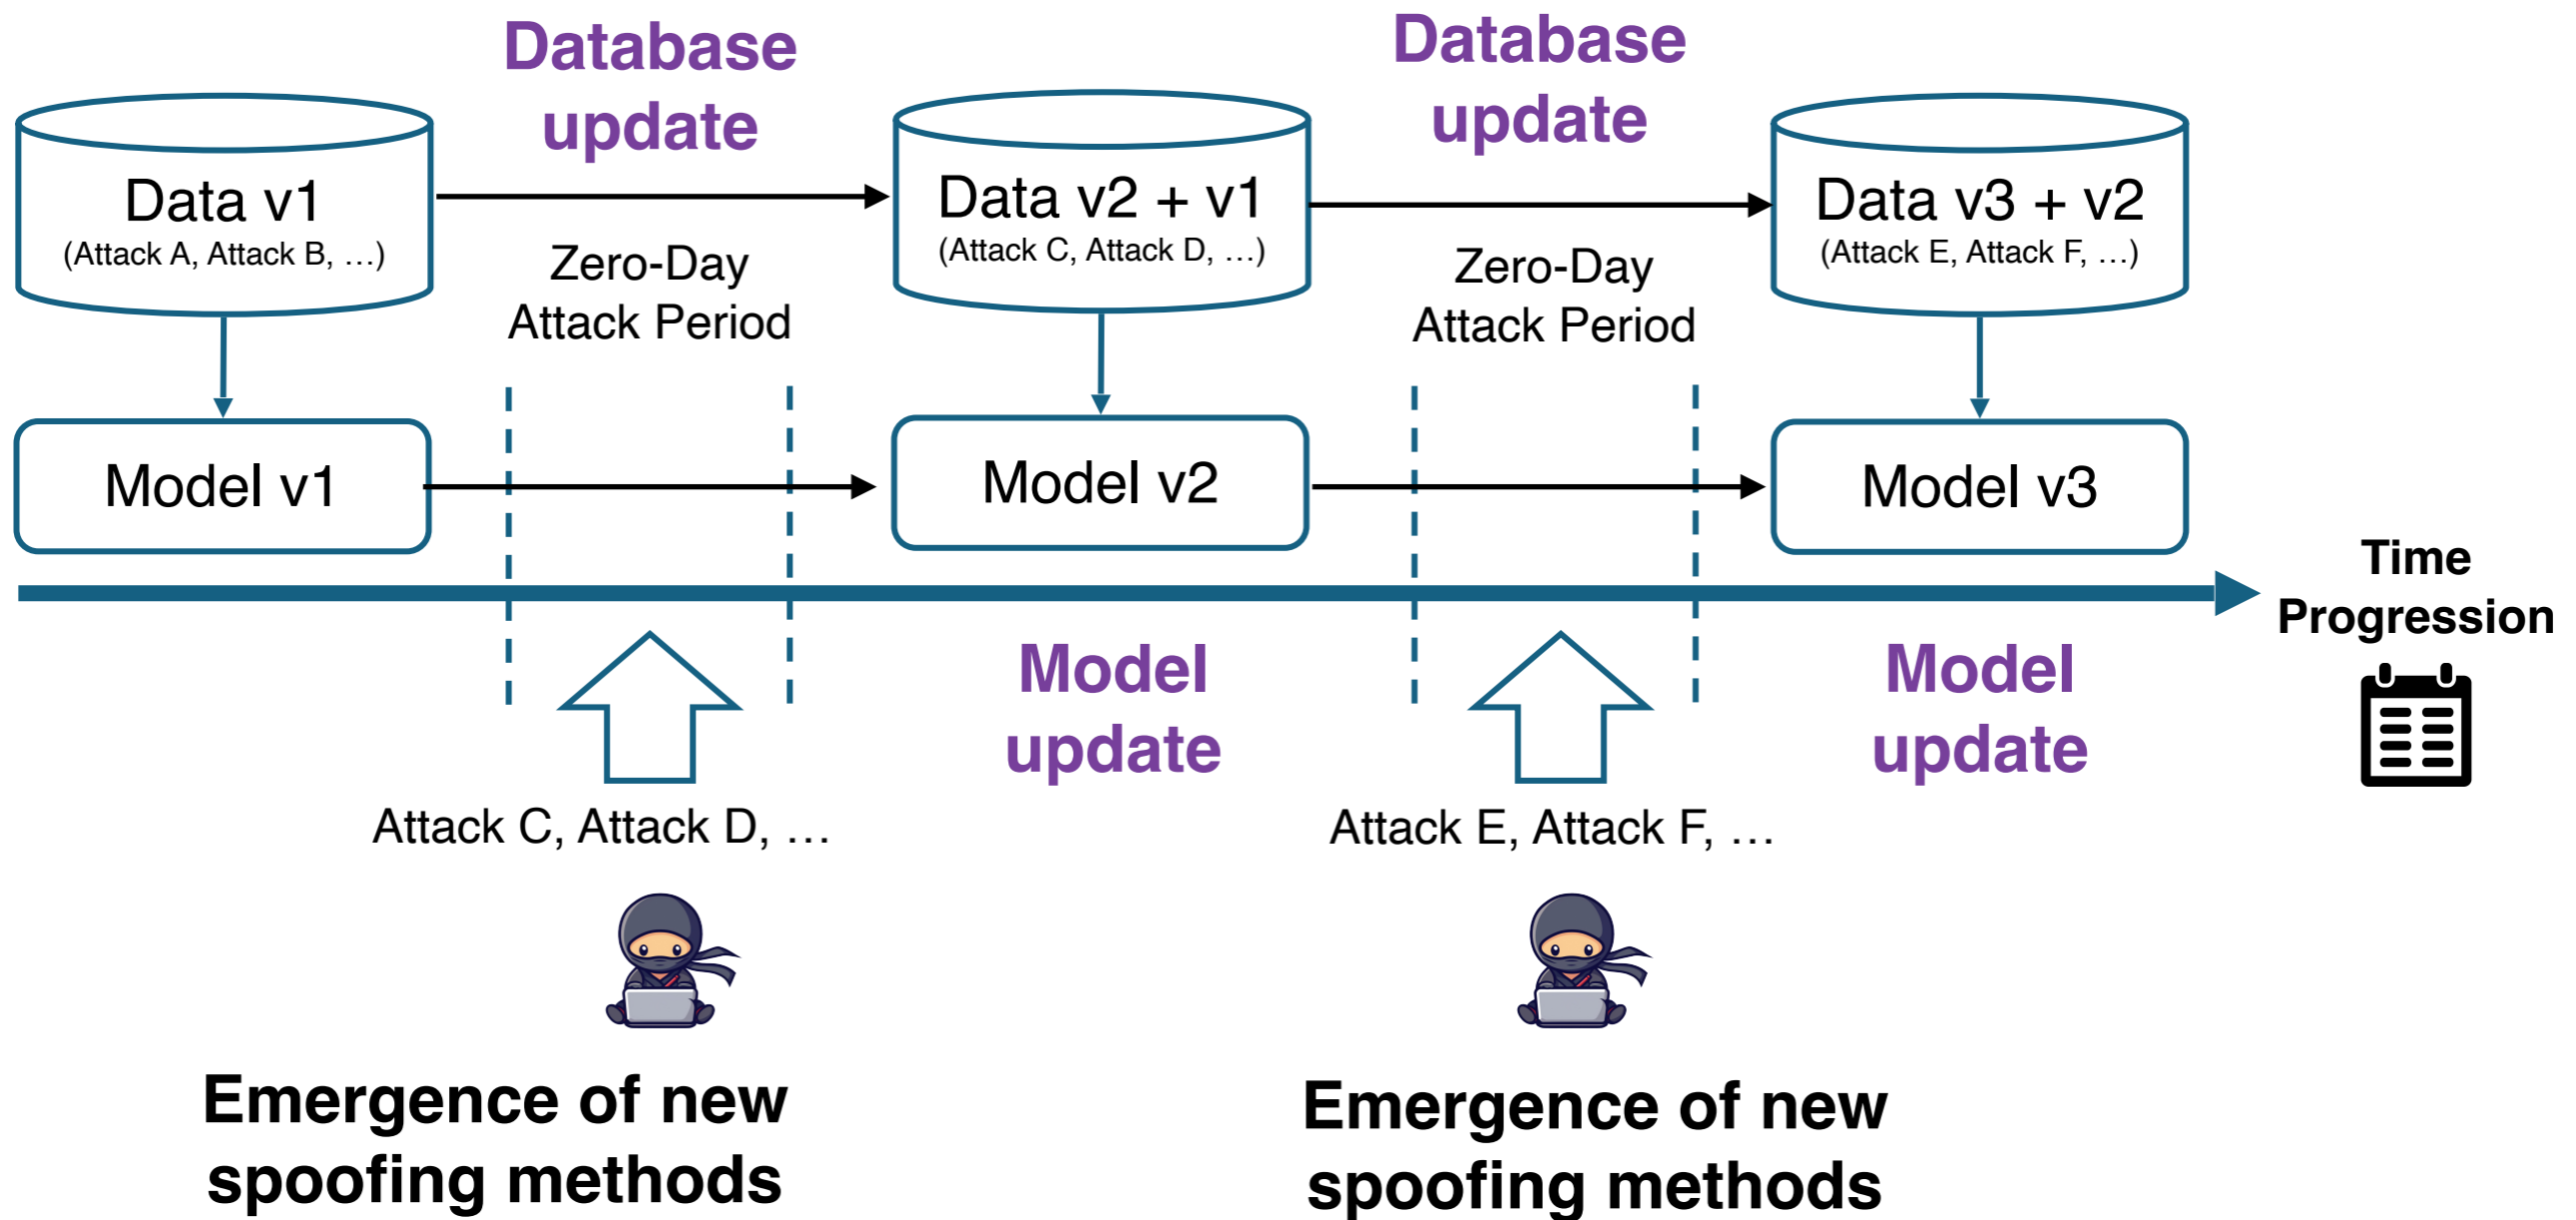 Database
update
Database
update
Data v1
(Attack A, Attack B, …)
Data v2 + v1
(Attack C, Attack D, …)
Data v3 + v2
(Attack E, Attack F, …)
Zero-Day
Attack Period
Zero-Day
Attack Period
Model v1
Model v2
Model v3
Time
Progression
Model
update
Model
update
Attack C, Attack D, …
Attack E, Attack F, …
Emergence of new
spoofing methods
Emergence of new
spoofing methods